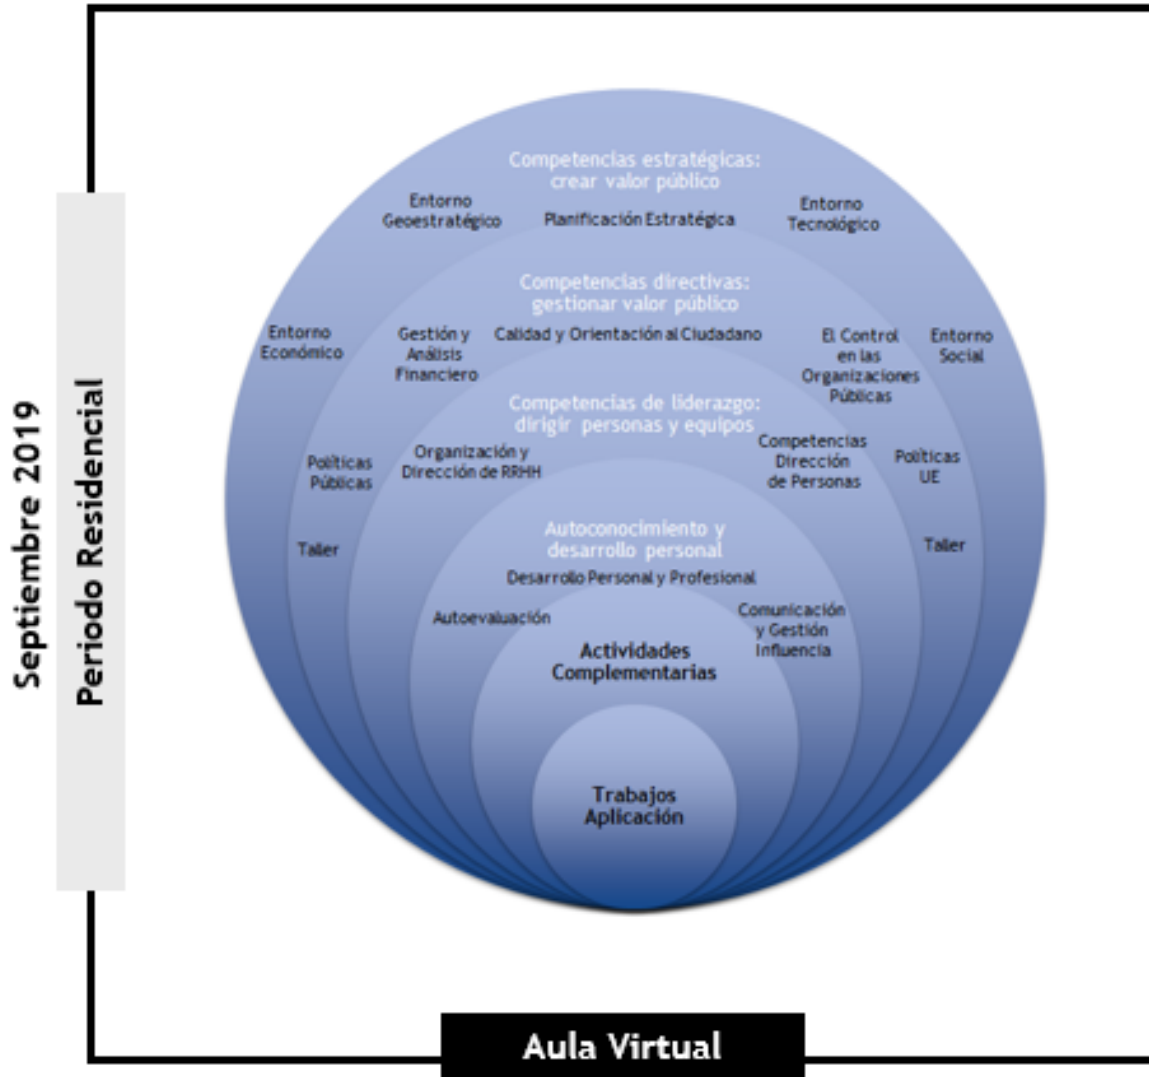 Septiembre 2019
Periodo Residencial
Competencias estratégicas:
crear valor público
Entorno
Geoestratégico
Planificación Estratégica
Entorno
Tecnológico
Competencias directivas:
gestionar valor público
Entorno
Económico
Gestión y
Análisis
Financiero
Calidad y Orientación al Ciudadano
El Control
en las
Organizaciones
Públicas
Entorno
Social
Competencias de liderazgo:
dirigir personas y equipos
Políticas
Públicas
Organización y
Dirección de RRHH
Competencias
Dirección
de Personas
Políticas
UE
Taller
Taller
Autoconocimiento y
desarrollo personal
Desarrollo Personal y Profesional
Autoevaluación
Comunicación
y Gestión
Influencia
Actividades
Complementarias
Trabajos
Aplicación
Aula Virtual